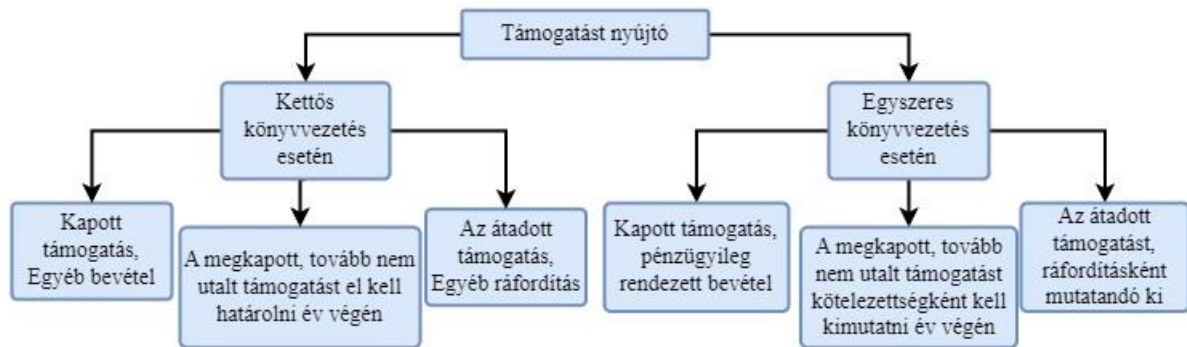 Támogatást nyújtó
Kettős
könyvvezetés
esetén
Egyszeres
könyvvezetés
esetén
Kapott
támogatás,
Egyéb bevétel
A megkapott, tovább nem
utalt támogatást el kell
határolni év végén
Az átadott
támogatás,
Egyéb ráfordítás
Kapott támogatás,
pénzügyileg
rendezett bevétel
A megkapott, tovább
nem utalt támogatást
kötelezettségként kell
kimutatni év végén
Az átadott
támogatást,
ráfordításként
mutatandó ki